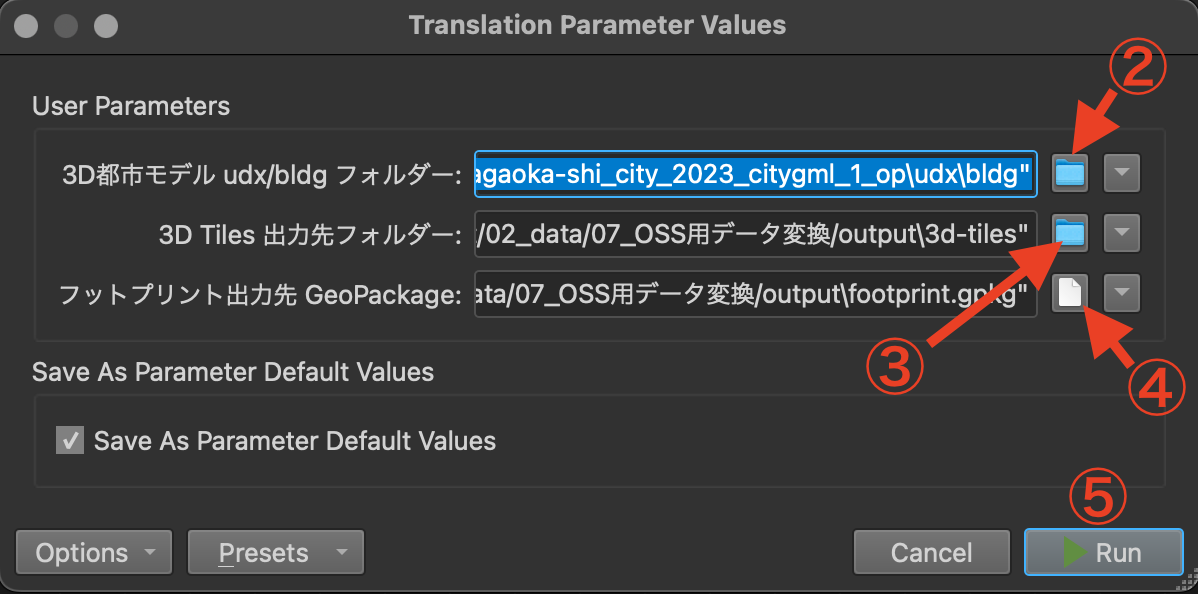 Translation Parameter Values
②
User Parameters
3D都市モデル udx/bldg フォルダー: agaoka-shi_city_2023_citygml_1_op\udx\bldg"
3D Tiles 出力先フォルダー: /02_data/07_OSS用データ変換/output\3d-tiles"
フットプリント出力先 GeoPackage: ata/07_OSS用データ変換/output\footprint.gpkg"
③
④
Save As Parameter Default Values
Save As Parameter Default Values
⑤
Options Presets Cancel Run